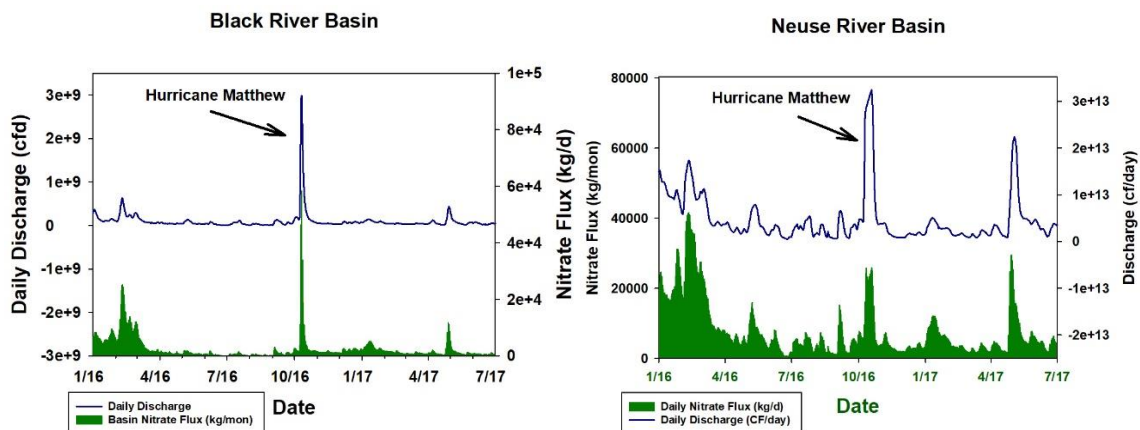 Black River Basin
Hurricane Matthew
Daily Discharge (cfd)
3e+9
2e+9
1e+9
0
-1e+9
-2e+9
-3e+9
Nitrate Flux (kg/d)
1e+5
8e+4
6e+4
4e+4
2e+4
0
1/16 4/16 7/16 10/16 1/17 4/17 7/17
Date
Daily Discharge
Basin Nitrate Flux (kg/mon)
Neuse River Basin
Hurricane Matthew
Nitrate Flux (kg/mon)
80000
60000
40000
20000
0
Discharge (cf/day)
3e+13
2e+13
1e+13
0
-1e+13
-2e+13
1/16 4/16 7/16 10/16 1/17 4/17 7/17
Date
Daily Nitrate Flux (kg/d)
Daily Discharge (CF/day)